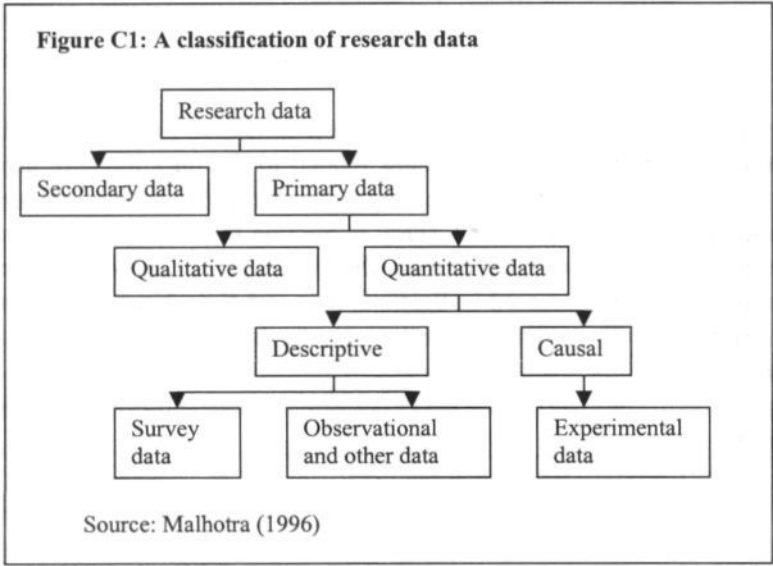 Figure C1: A classification of research data
Research data
Secondary data
Primary data
Qualitative data
Quantitative data
Descriptive
Causal
Survey
data
Observational
and other data
Experimental
data
Source: Malhotra (1996)